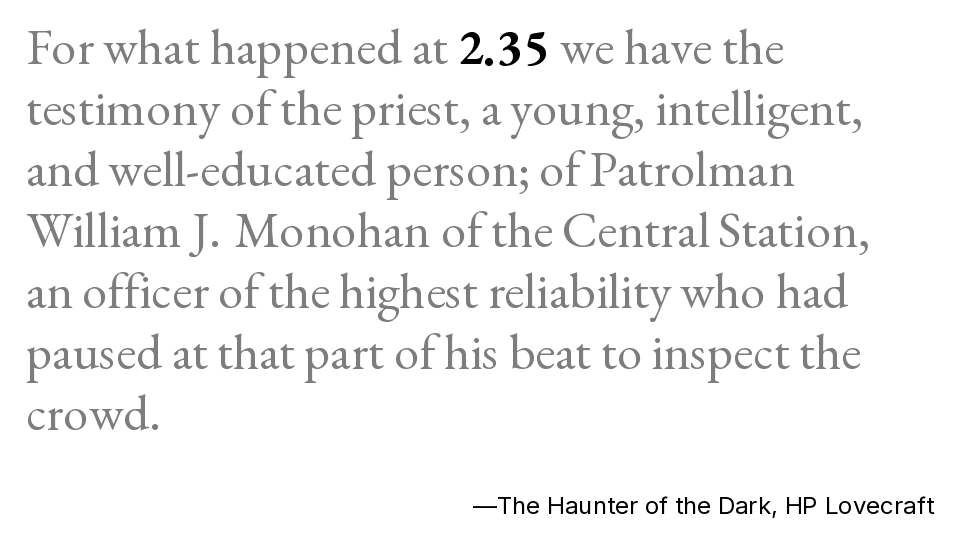 For what happened at 2.35 we have the
testimony of the priest, a young, intelligent,
and well-educated person; of Patrolman
William J. Monohan of the Central Station,
an officer of the highest reliability who had
paused at that part of his beat to inspect the
crowd.
—The Haunter of the Dark, HP Lovecraft